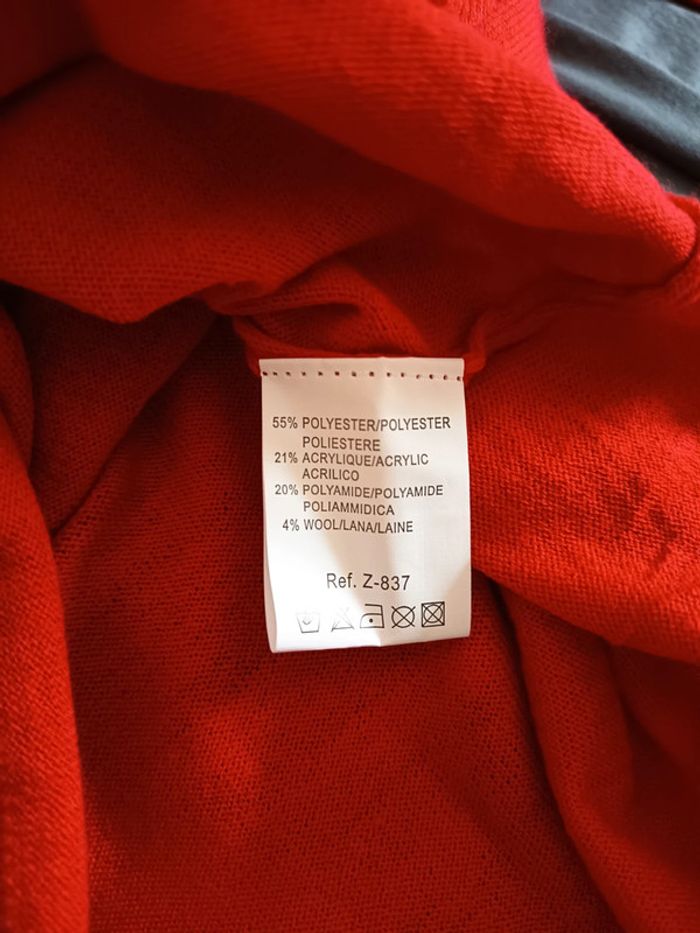 55% POLYESTER/POLYESTER
POLIESTERE
21% ACRYLIQUE/ACRYLIC
ACRILICO
20% POLYAMIDE/POLYAMIDE
POLIAMMIDICA
4% WOOL/LANA/LAINE
Ref. Z-837